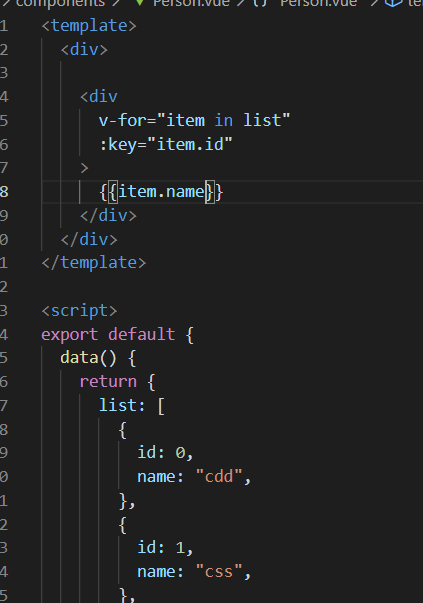 components > Person.vue > {} Person.vue >
1 <template>
2 <div>
3
4 <div
5 v-for="item in list"
6 :key="item.id"
7 >
8 {{item.name}}
9 </div>
0 </div>
1 </template>
2
3 <script>
4 export default {
5 data() {
6 return {
7 list: [
8 {
9 id: 0,
0 name: "cdd",
1 },
2 {
3 id: 1,
4 name: "css",
5 },